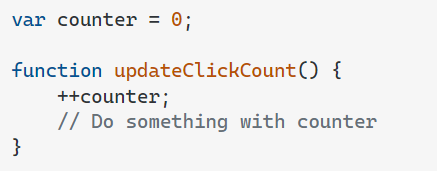 var counter = 0;
function updateClickCount() {
    ++counter;
    // Do something with counter
}